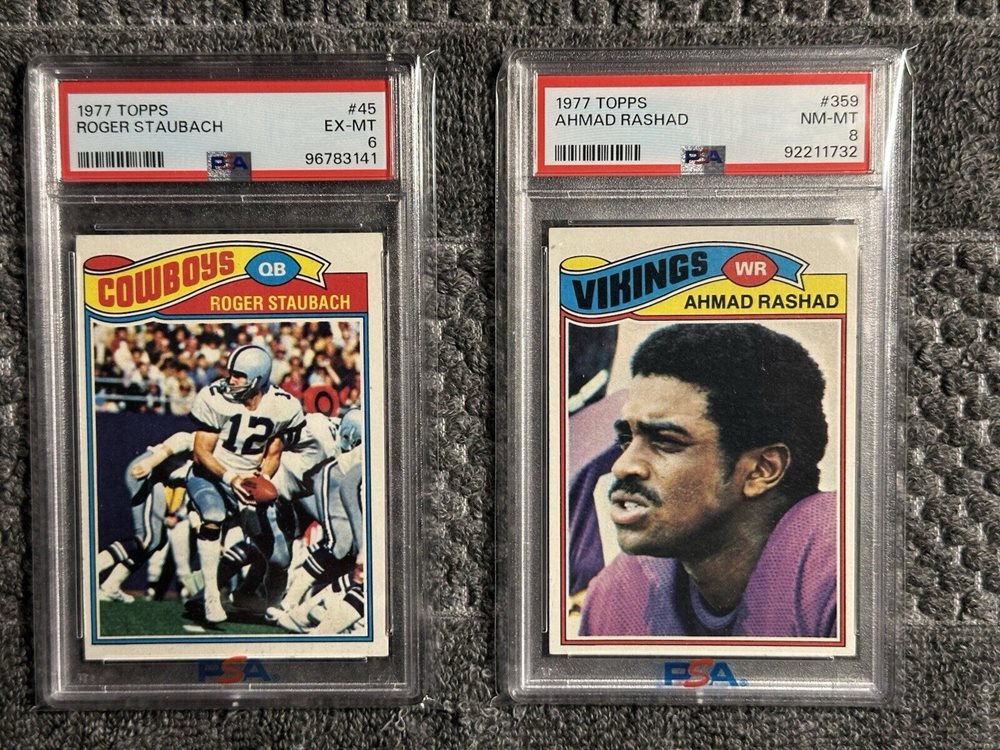 1977 TOPPS #45
ROGER STAUBACH EX-MT
6
PSA 96783141
COWBOYS QB
ROGER STAUBACH
12
PSA
1977 TOPPS #359
AHMAD RASHAD NM-MT
8
PSA 92211732
VIKINGS WR
AHMAD RASHAD
PSA